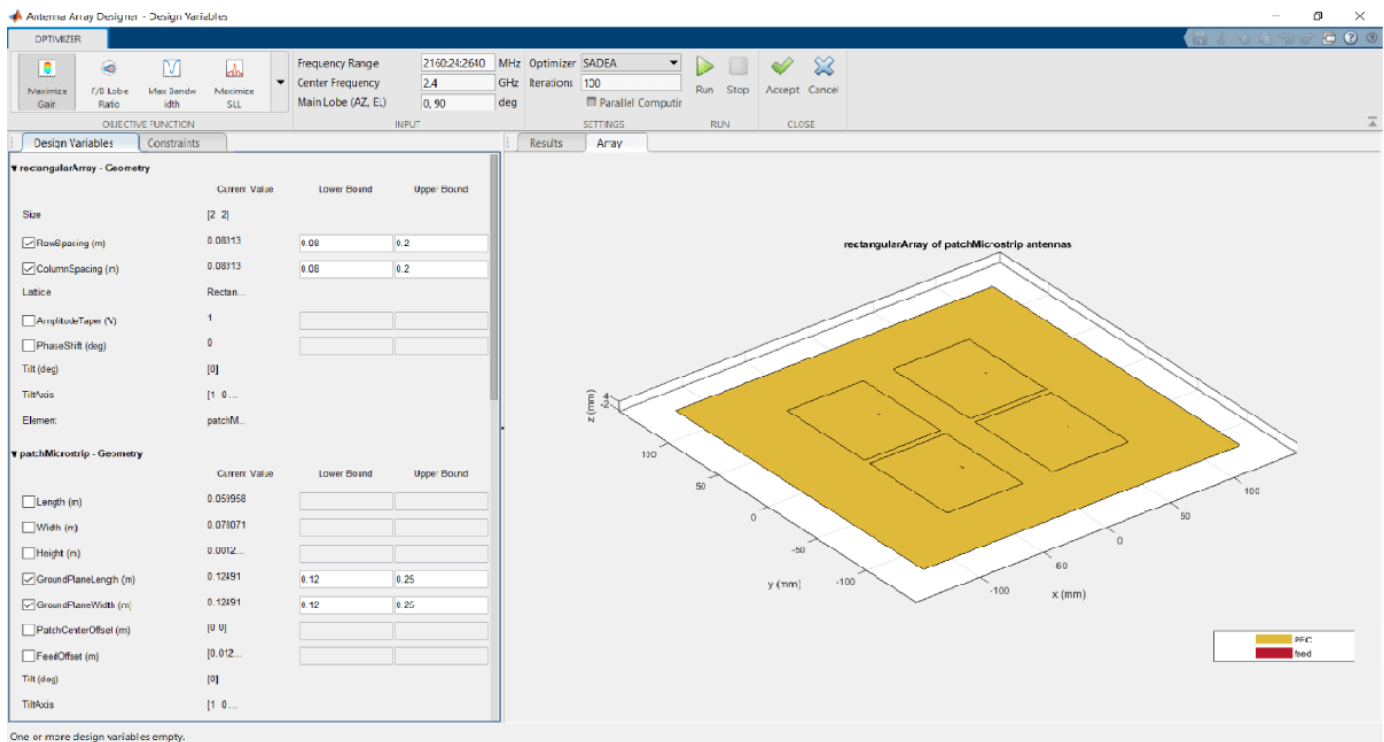 Antenna Array Designer - Design Variables
OPTIMIZER
Maximize Gain
F/B Lobe Ratio
Max Bandwidth
Maximize SLL
OBJECTIVE FUNCTION
Frequency Range 2160:24:2640 MHz
Center Frequency 2.4 GHz
Main Lobe (AZ, EL) 0, 90 deg
INPUT
Optimizer SADEA
Iterations 100
Parallel Computin
SETTINGS
Run Stop
RUN
Accept Cancel
CLOSE
Design Variables Constraints
rectangularArray - Geometry
Current Value Lower Bound Upper Bound
Size [2 2]
RowSpacing (m) 0.08313 0.08 0.2
ColumnSpacing (m) 0.08313 0.08 0.2
Lattice Rectan...
AmplitudeTaper (V) 1
PhaseShift (deg) 0
Tilt (deg) [0]
TiltAxis [1 0...
Element patchM...
patchMicrostrip - Geometry
Current Value Lower Bound Upper Bound
Length (m) 0.059958
Width (m) 0.078071
Height (m) 0.0012...
GroundPlaneLength (m) 0.12491 0.12 0.25
GroundPlaneWidth (m) 0.12491 0.12 0.25
PatchCenterOffset (m) [0 0]
FeedOffset (m) [0.012...
Tilt (deg) [0]
TiltAxis [1 0...
One or more design variables empty.
Results Array
rectangularArray of patchMicrostrip antennas
z (mm)
4
-2
100
50
0
-50
-100
y (mm)
100
50
0
-50
-100
x (mm)
PEC
feed